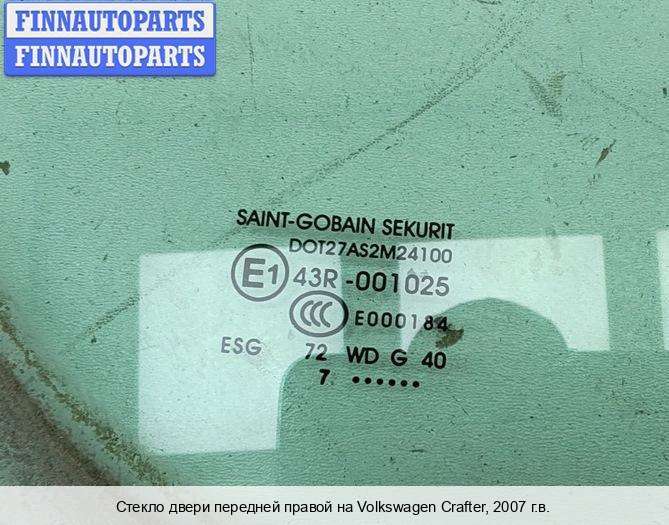 FINNAUTOPARTS
FINNAUTOPARTS
SAINT-GOBAIN SEKURIT
DOT27AS2M24100
E1 43R-001025
CCC E000184
ESG 72 WD G 40
7 ••••••
Стекло двери передней правой на Volkswagen Crafter, 2007 г.в.